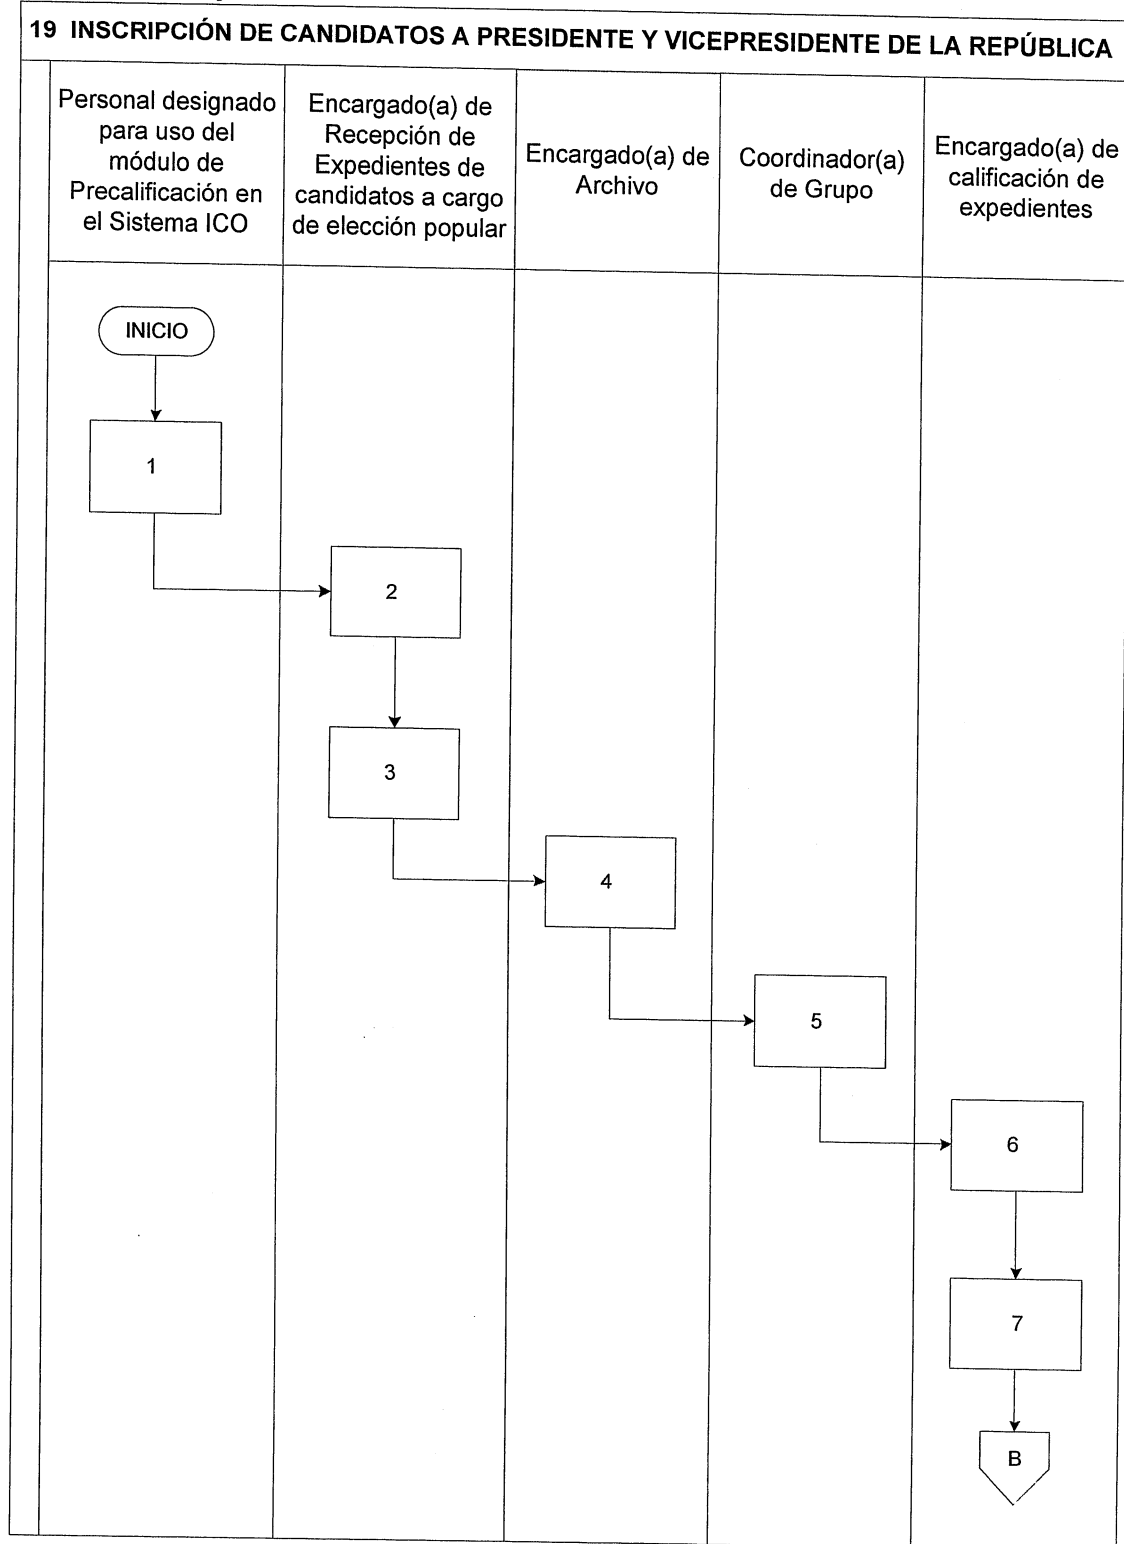 19 INSCRIPCIÓN DE CANDIDATOS A PRESIDENTE Y VICEPRESIDENTE DE LA REPÚBLICA
Personal designado
para uso del
módulo de
Precalificación en
el Sistema ICO
Encargado(a) de
Recepción de
Expedientes de
candidatos a cargo
de elección popular
Encargado(a) de
Archivo
Coordinador(a)
de Grupo
Encargado(a) de
calificación de
expedientes
INICIO
1
2
3
4
5
6
7
B